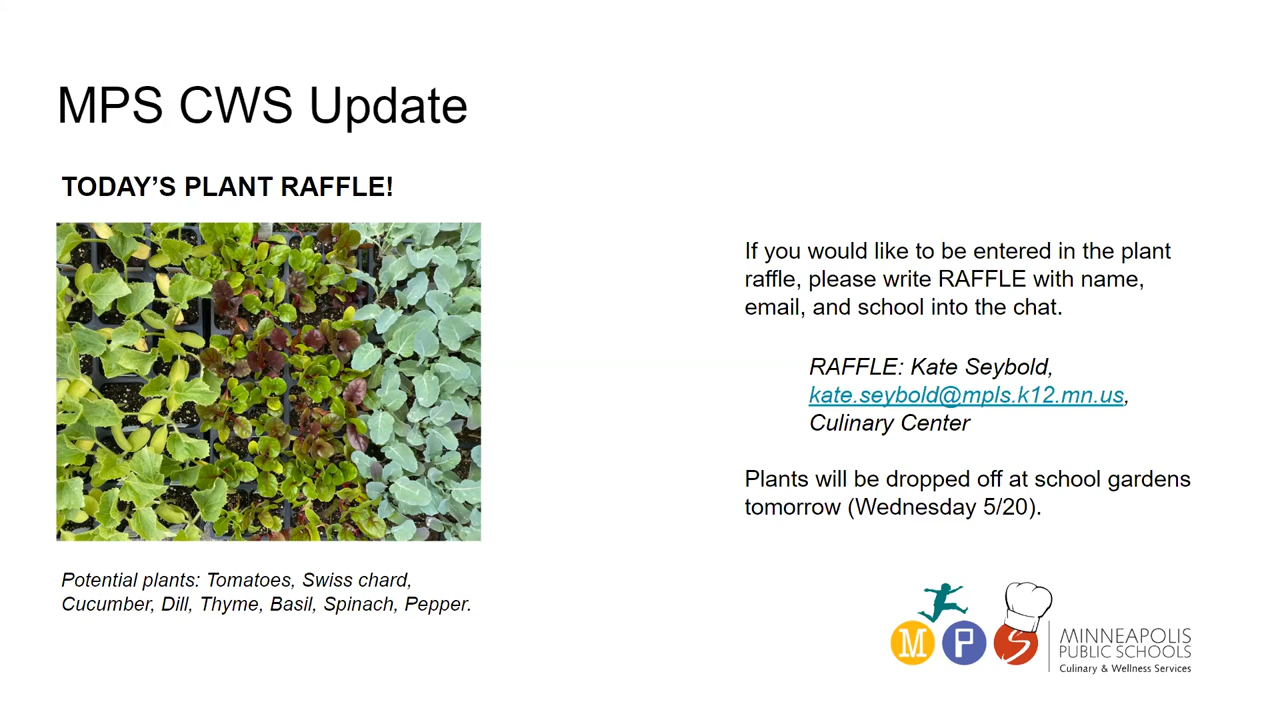 MPS CWS Update
TODAY'S PLANT RAFFLE!
Potential plants: Tomatoes, Swiss chard,
Cucumber, Dill, Thyme, Basil, Spinach, Pepper.
If you would like to be entered in the plant
raffle, please write RAFFLE with name,
email, and school into the chat.
RAFFLE: Kate Seybold,
kate.seybold@mpls.k12.mn.us,
Culinary Center
Plants will be dropped off at school gardens
tomorrow (Wednesday 5/20).
M P S
MINNEAPOLIS
PUBLIC SCHOOLS
Culinary & Wellness Services